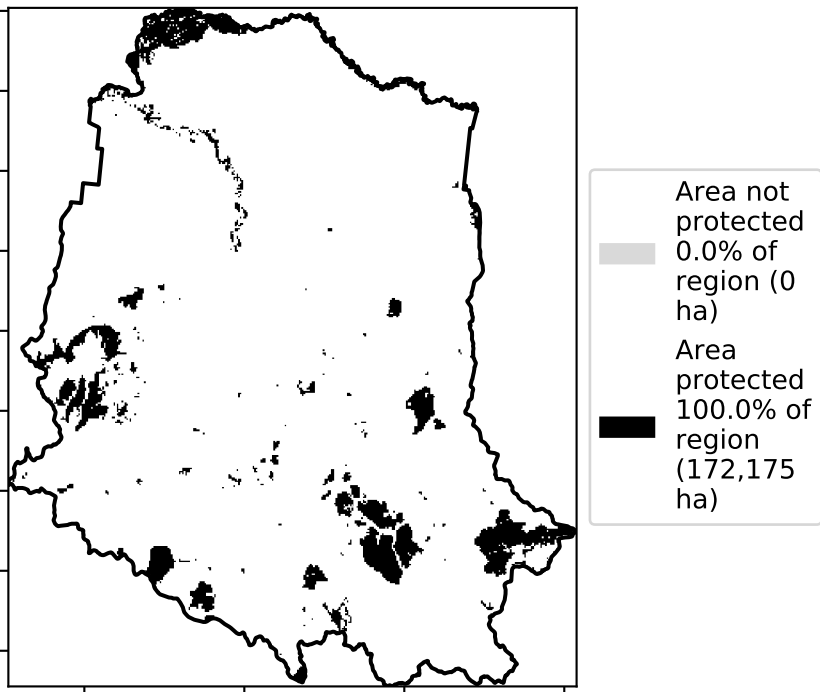 Area not
protected
0.0% of
region (0
ha)
Area
protected
100.0% of
region
(172,175
ha)